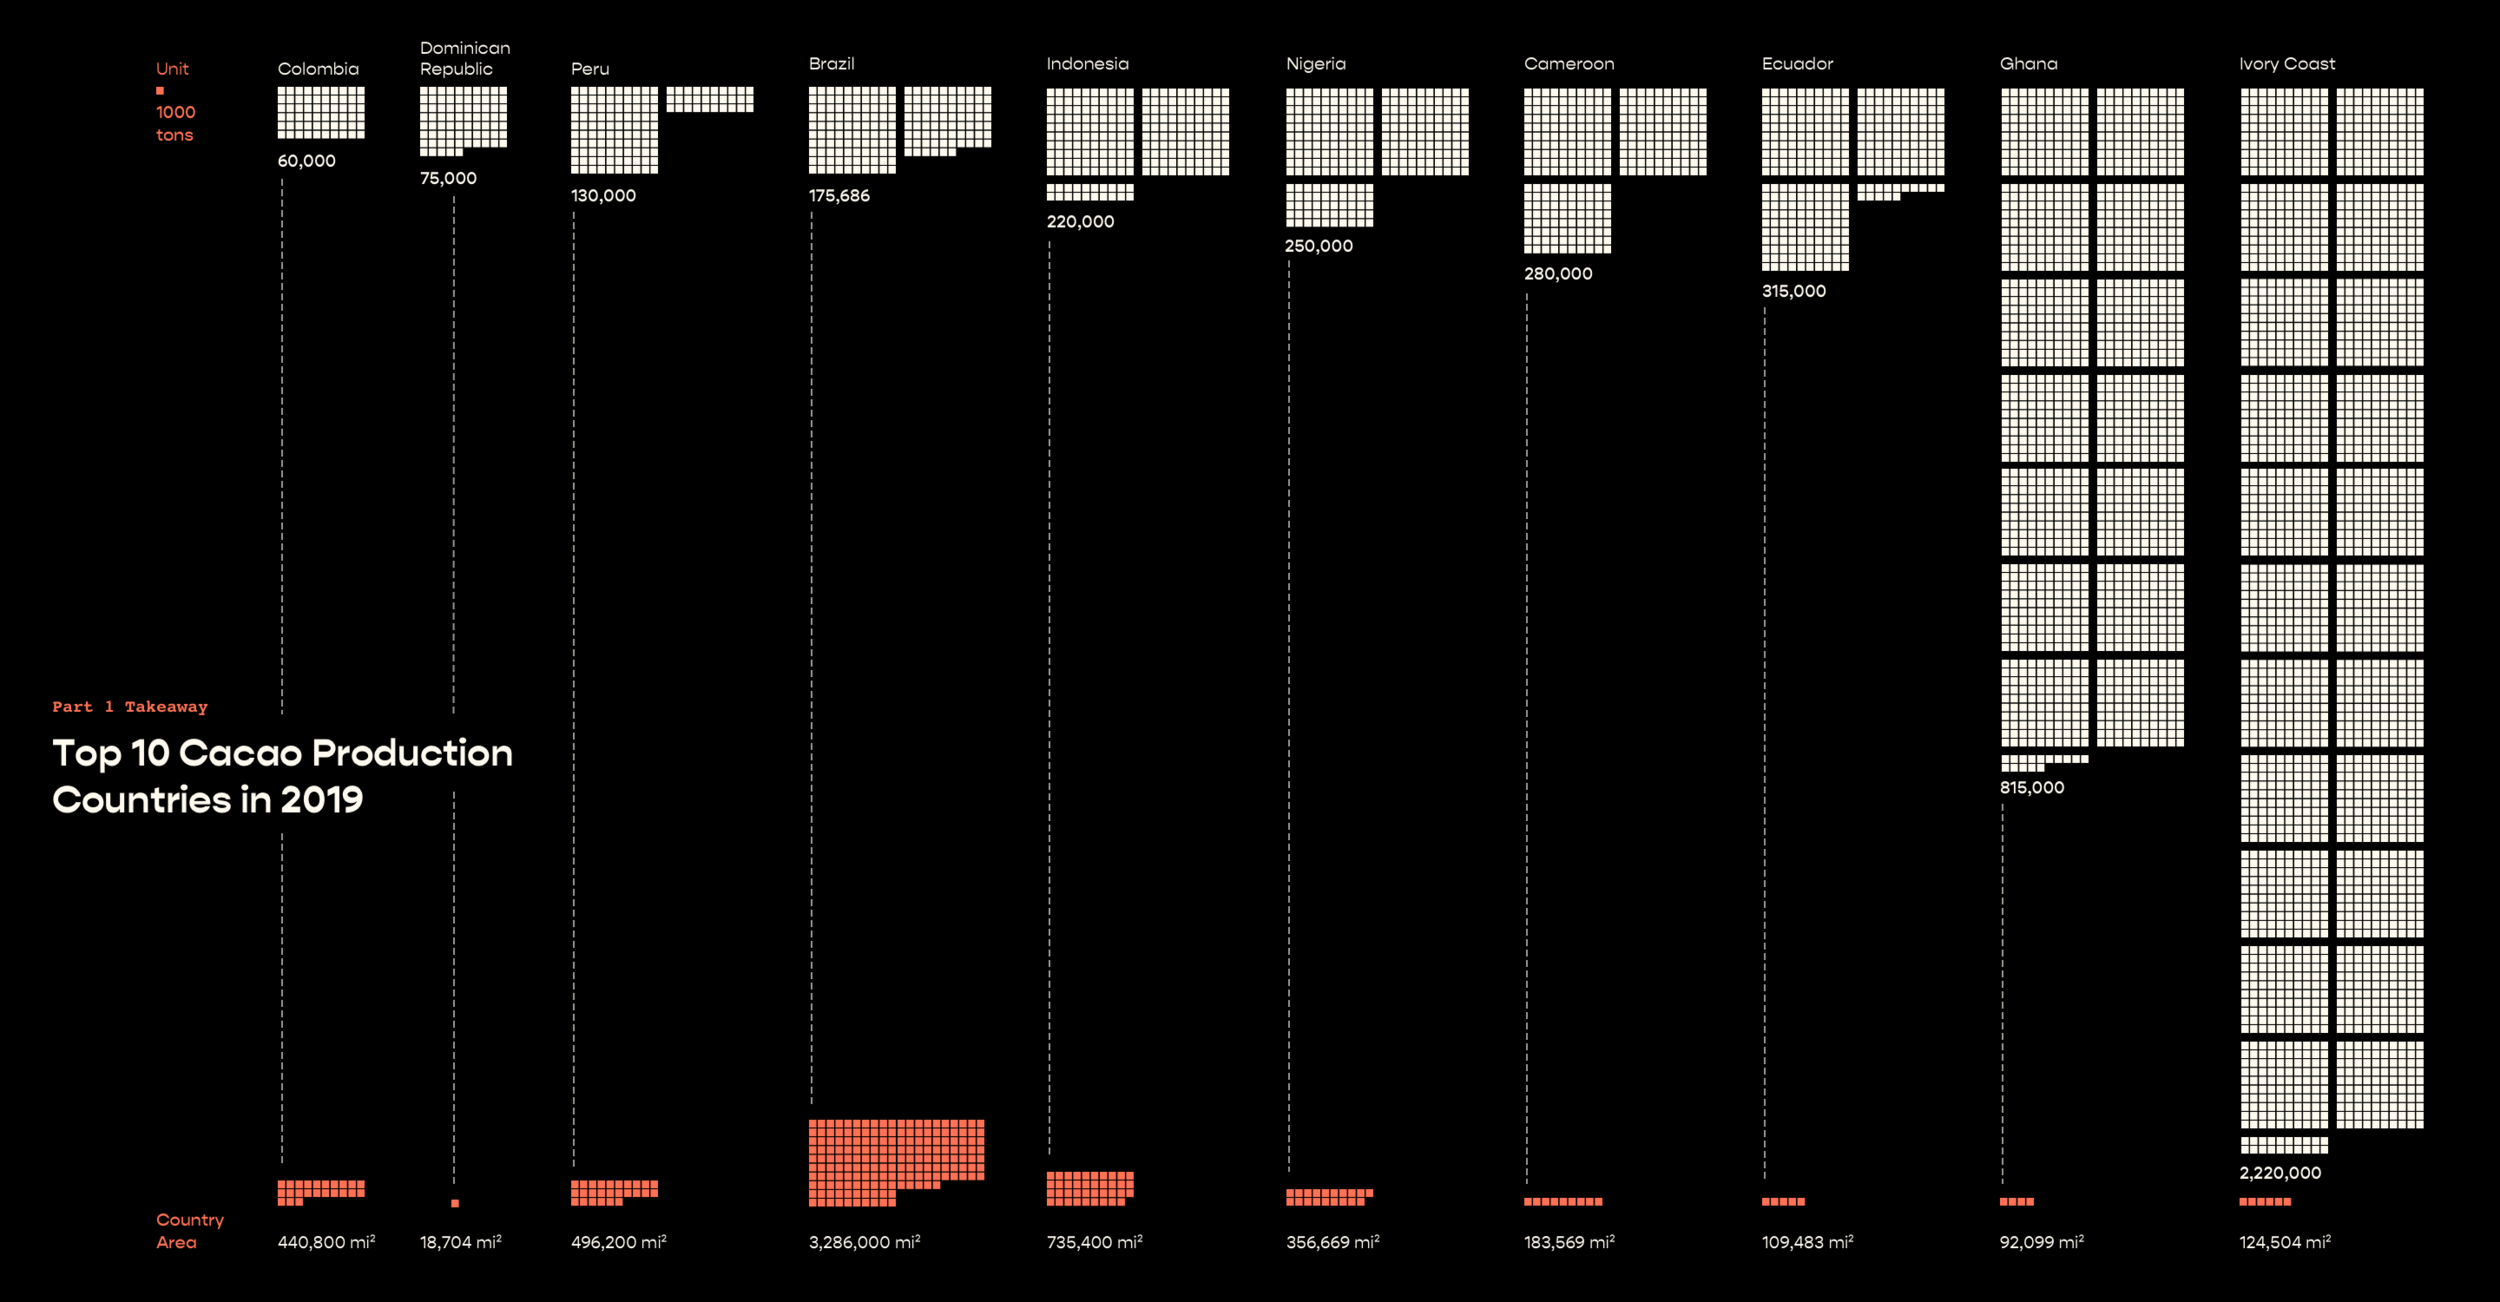 Unit
1000
tons
Colombia
60,000
Dominican
Republic
75,000
Peru
130,000
Brazil
175,686
Indonesia
220,000
Nigeria
250,000
Cameroon
280,000
Ecuador
315,000
Ghana
815,000
Ivory Coast
2,220,000
Part 1 Takeaway
Top 10 Cacao Production
Countries in 2019
Country
Area
440,800 mi²
18,704 mi²
496,200 mi²
3,286,000 mi²
735,400 mi²
356,669 mi²
183,569 mi²
109,483 mi²
92,099 mi²
124,504 mi²